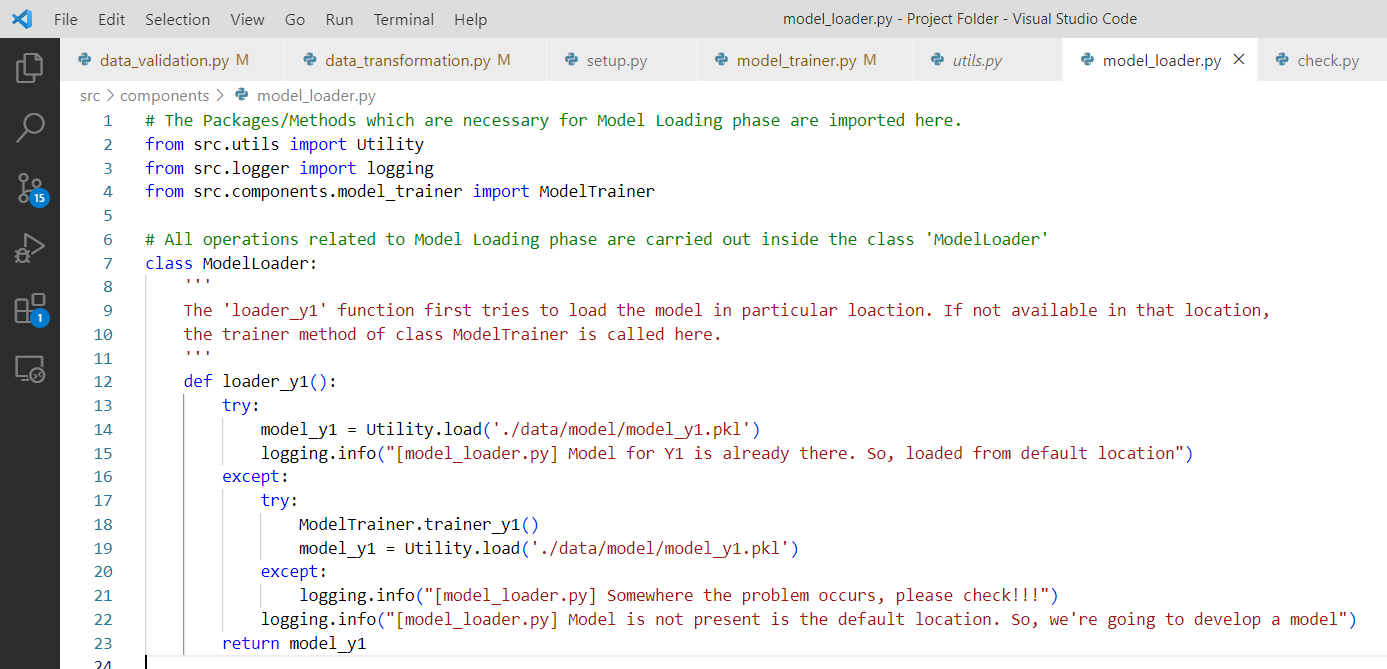 File Edit Selection View Go Run Terminal Help model_loader.py - Project Folder - Visual Studio Code
data_validation.py M data_transformation.py M setup.py model_trainer.py M utils.py model_loader.py check.py
src > components > model_loader.py
1 # The Packages/Methods which are necessary for Model Loading phase are imported here.
2 from src.utils import Utility
3 from src.logger import logging
4 from src.components.model_trainer import ModelTrainer
5
6 # All operations related to Model Loading phase are carried out inside the class 'ModelLoader'
7 class ModelLoader:
8 '''
9 The 'loader_y1' function first tries to load the model in particular loaction. If not available in that location,
10 the trainer method of class ModelTrainer is called here.
11 '''
12 def loader_y1():
13 try:
14 model_y1 = Utility.load('./data/model/model_y1.pkl')
15 logging.info("[model_loader.py] Model for Y1 is already there. So, loaded from default location")
16 except:
17 try:
18 ModelTrainer.trainer_y1()
19 model_y1 = Utility.load('./data/model/model_y1.pkl')
20 except:
21 logging.info("[model_loader.py] Somewhere the problem occurs, please check!!!")
22 logging.info("[model_loader.py] Model is not present is the default location. So, we're going to develop a model")
23 return model_y1
24
15
1